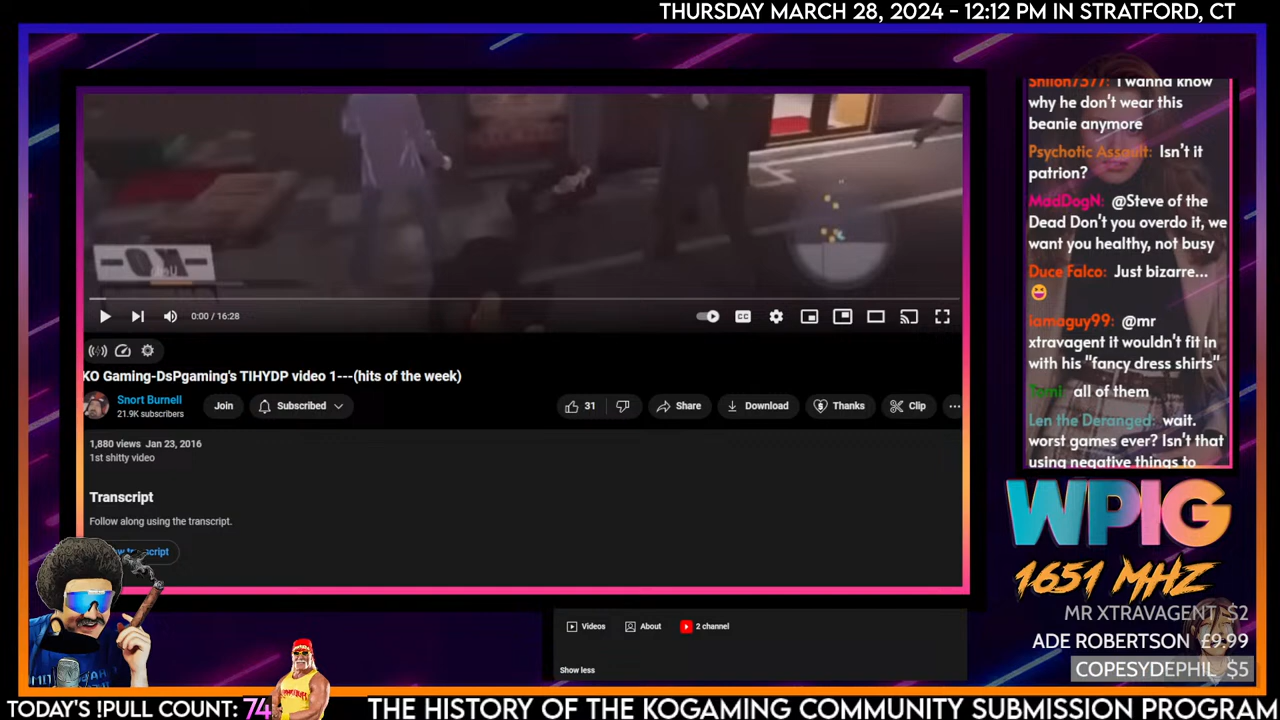 THURSDAY MARCH 28, 2024 - 12:12 PM IN STRATFORD, CT
0:00 / 16:28
CC
KO Gaming-DsPgaming's TIHYDP video 1---(hits of the week)
Snort Burnell
21.9K subscribers
Join
Subscribed
31
Share
Download
Thanks
Clip
1,880 views Jan 23, 2016
1st shitty video
Transcript
Follow along using the transcript.
transcript
Videos
About
2 channel
Show less
Shilon7377: I wanna know
why he don't wear this
beanie anymore
Psychotic Assault: Isn't it
patrion?
MadDogN: @Steve of the
Dead Don't you overdo it, we
want you healthy, not busy
Duce Falco: Just bizarre...
iamaguy99: @mr
xtravagent it wouldn't fit in
with his "fancy dress shirts"
all of them
Len the Deranged: wait.
worst games ever? Isn't that
using negative things to
WPIG
1651 MHZ
MR XTRAVAGENT $2
ADE ROBERTSON £9.99
COPESYDEPHIL $5
TODAY'S !PULL COUNT: 74
THE HISTORY OF THE KOGAMING COMMUNITY SUBMISSION PROGRAM